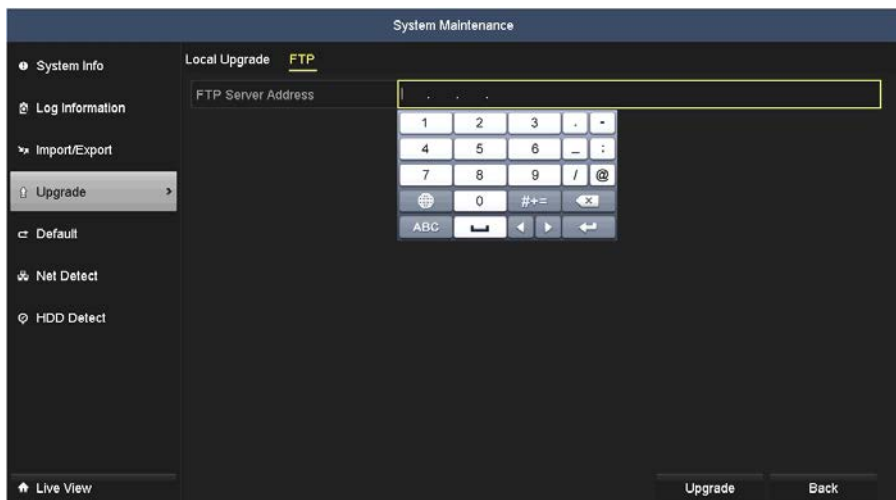 System Maintenance
System Info
Log Information
Import/Export
Upgrade >
Default
Net Detect
HDD Detect
Live View
Local Upgrade FTP
FTP Server Address . . .
1 2 3 . -
4 5 6 _ :
7 8 9 / @
0 #+=
ABC
Upgrade Back